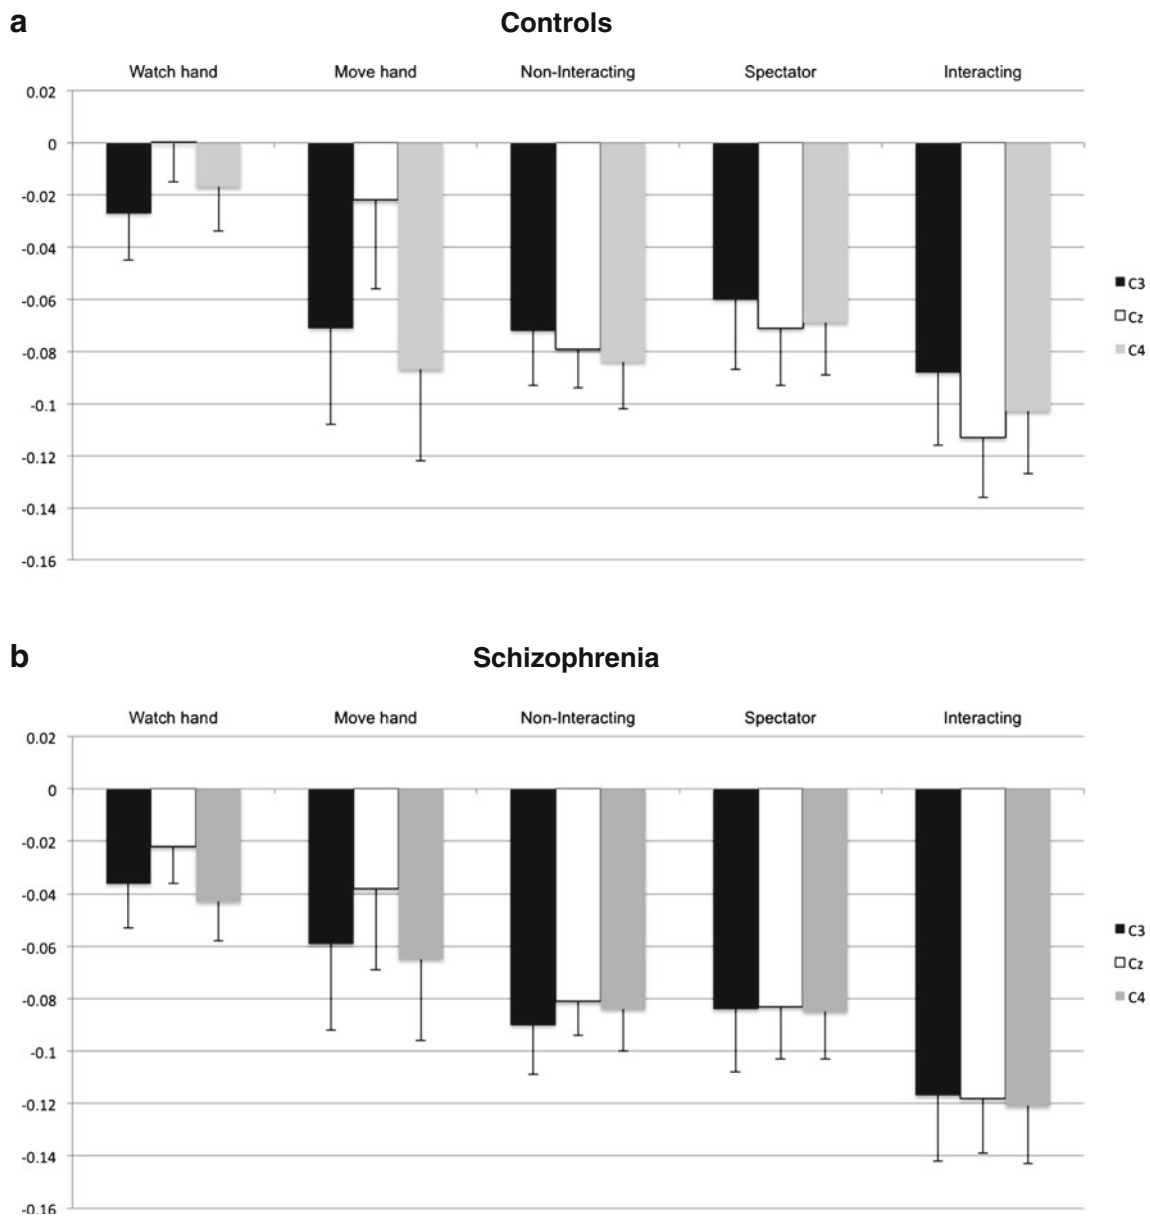 a
Controls
Watch hand Move hand Non-Interacting Spectator Interacting
0.02
0
-0.02
-0.04
-0.06
-0.08
-0.1
-0.12
-0.14
-0.16
C3
Cz
C4
b
Schizophrenia
Watch hand Move hand Non-Interacting Spectator Interacting
0.02
0
-0.02
-0.04
-0.06
-0.08
-0.1
-0.12
-0.14
-0.16
C3
Cz
C4